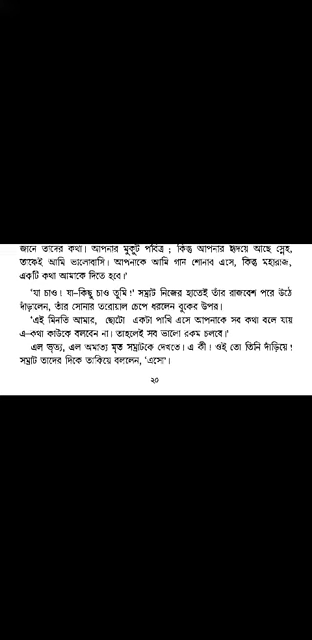 জানে তাদের কথা। আপনার মুকুট পবিত্র ; কিন্তু আপনার হৃদয়ে আছে স্নেহ,
তাকেই আমি ভালোবাসি। আপনাকে আমি গান শোনাব এসে, কিন্তু মহারাজ,
একটি কথা আমাকে দিতে হবে।'
'যা চাও। যা-কিছু চাও তুমি!' সম্রাট নিজের হাতেই তাঁর রাজবেশ পরে উঠে
দাঁড়ালেন, তাঁর সোনার তরোয়াল চেপে ধরলেন বুকের উপর।
'এই মিনতি আমার, ছোটো একটা পাখি এসে আপনাকে সব কথা বলে যায়
এ-কথা কাউকে বলবেন না। তাহলেই সব ভালো রকম চলবে।'
এল ভৃত্য, এল অমাত্য মৃত সম্রাটকে দেখতে। এ কী! ওই তো তিনি দাঁড়িয়ে!
সম্রাট তাদের দিকে তাকিয়ে বললেন, 'এসো'।
২০